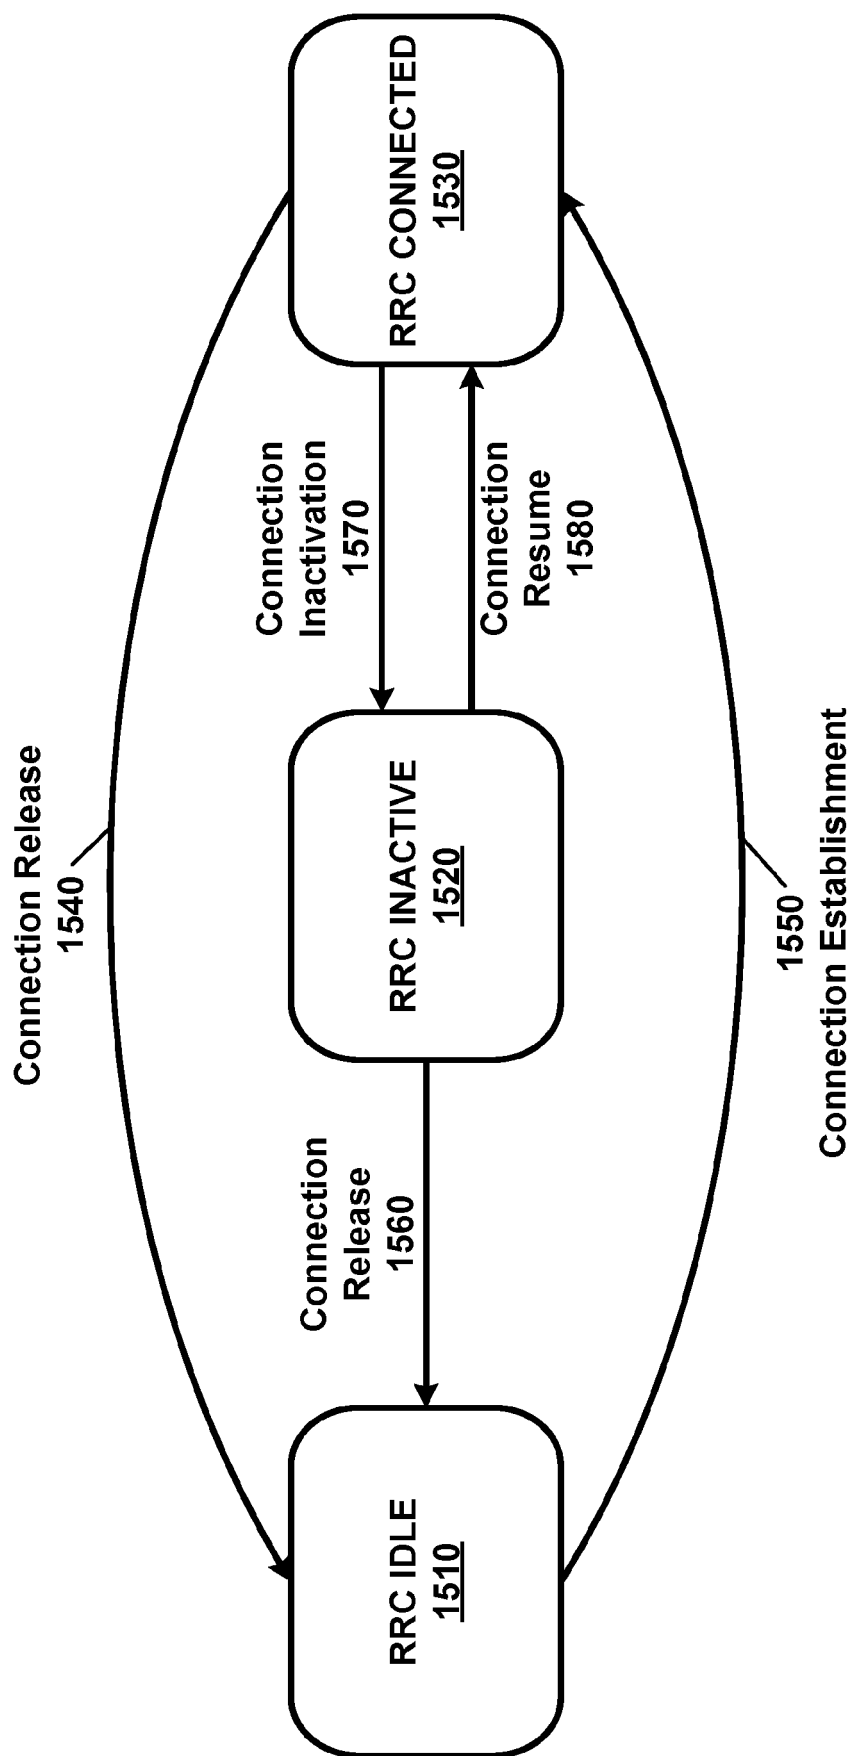 Connection Release
1540
RRC IDLE
1510
Connection
Release
1560
RRC INACTIVE
1520
Connection
Inactivation
1570
Connection
Resume
1580
RRC CONNECTED
1530
1550
Connection Establishment